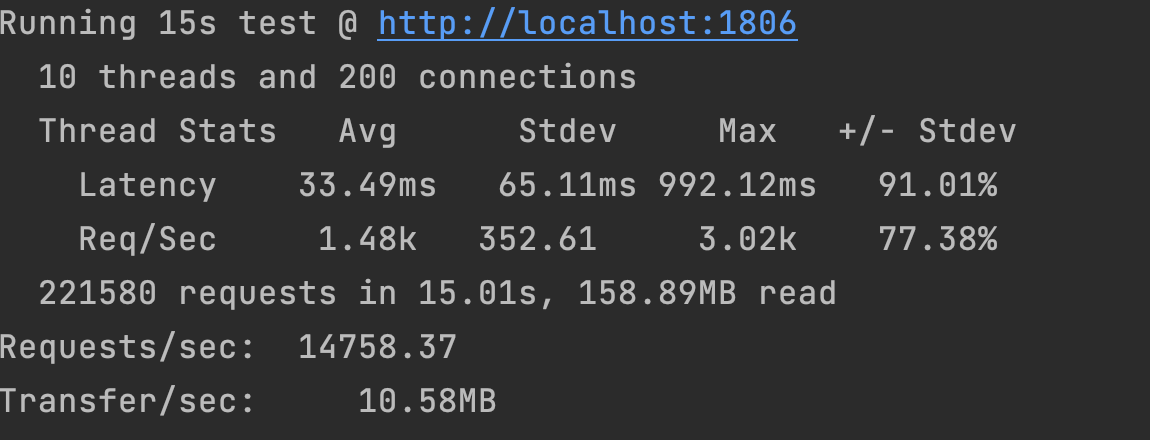 Running 15s test @ http://localhost:1806
  10 threads and 200 connections
  Thread Stats   Avg      Stdev     Max   +/- Stdev
    Latency    33.49ms   65.11ms 992.12ms   91.01%
    Req/Sec     1.48k   352.61     3.02k    77.38%
  221580 requests in 15.01s, 158.89MB read
Requests/sec:  14758.37
Transfer/sec:     10.58MB